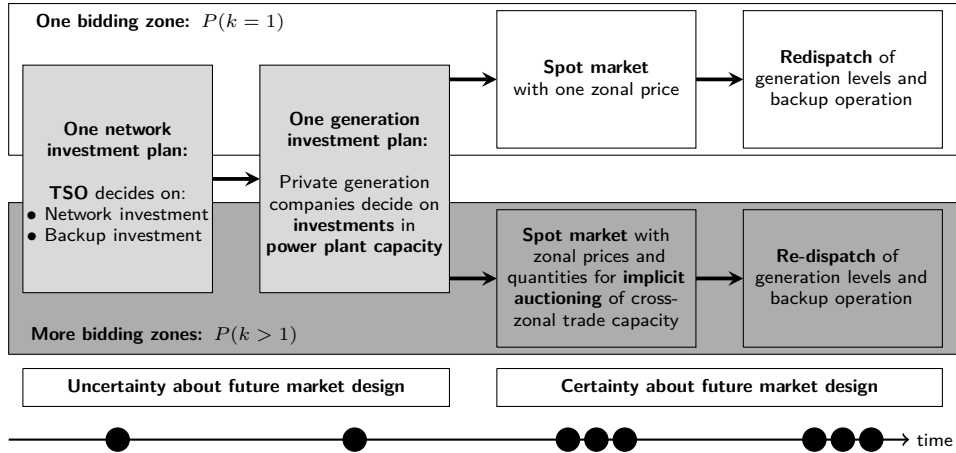 One bidding zone: P(k = 1)
One network
investment plan:
TSO decides on:
● Network investment
● Backup investment
One generation
investment plan:
Private generation
companies decide on
investments in
power plant capacity
Spot market
with one zonal price
Redispatch of
generation levels and
backup operation
Spot market with
zonal prices and
quantities for implicit
auctioning of cross-
zonal trade capacity
Re-dispatch of
generation levels and
backup operation
More bidding zones: P(k > 1)
Uncertainty about future market design
Certainty about future market design
time